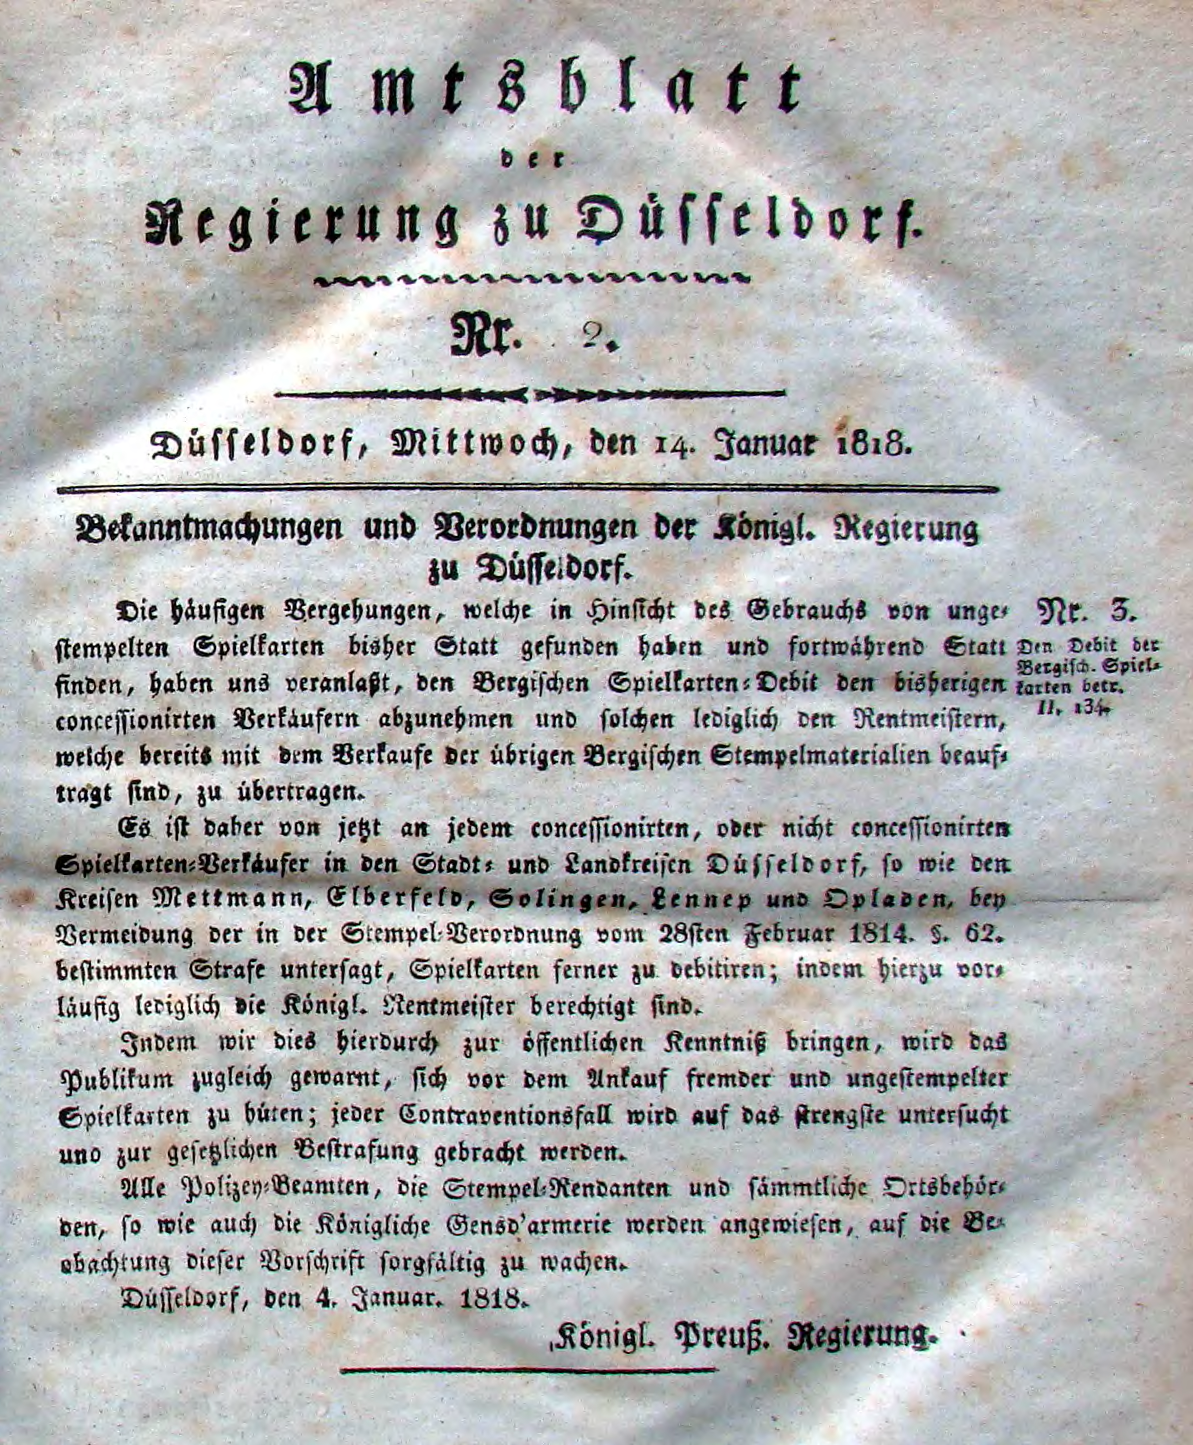 Amtsblatt
der
Regierung zu Düsseldorf.
Nr. 2.
Düsseldorf, Mittwoch, den 14. Januar 1818.
Bekanntmachungen und Verordnungen der Königl. Regierung
zu Düsseldorf.
Die häufigen Vergehungen, welche in Hinsicht des Gebrauchs von unge-
stempelten Spielkarten bisher Statt gefunden haben und fortwährend Statt
finden, haben uns veranlaßt, den Bergischen Spielkarten-Debit den bisherigen
concessionirten Verkäufern abzunehmen und solchen lediglich den Rentmeistern,
welche bereits mit dem Verkaufe der übrigen Bergischen Stempelmaterialien beauf-
tragt sind, zu übertragen.
Nr. 3.
Den Debit der
Bergisch. Spiel-
karten betr.
II. 134.
Es ist daher von jetzt an jedem concessionirten, oder nicht concessionirten
Spielkarten-Verkäufer in den Stadt- und Landkreisen Düsseldorf, so wie den
Kreisen Mettmann, Elberfeld, Solingen, Lennep und Opladen, bey
Vermeidung der in der Stempel-Verordnung vom 28sten Februar 1814. §. 62.
bestimmten Strafe untersagt, Spielkarten ferner zu debitiren; indem hierzu vor-
läufig lediglich die Königl. Rentmeister berechtigt sind.
Indem wir dies hierdurch zur öffentlichen Kenntniß bringen, wird das
Publikum zugleich gewarnt, sich vor dem Ankauf fremder und ungestempelter
Spielkarten zu hüten; jeder Contraventionsfall wird auf das strengste untersucht
und zur gesetzlichen Bestrafung gebracht werden.
Alle Polizey-Beamten, die Stempel-Rendanten und sämmtliche Ortsbehör-
den, so wie auch die Königliche Gensd'armerie werden angewiesen, auf die Be-
obachtung dieser Vorschrift sorgfältig zu wachen.
Düsseldorf, den 4. Januar. 1818.
Königl. Preuß. Regierung.